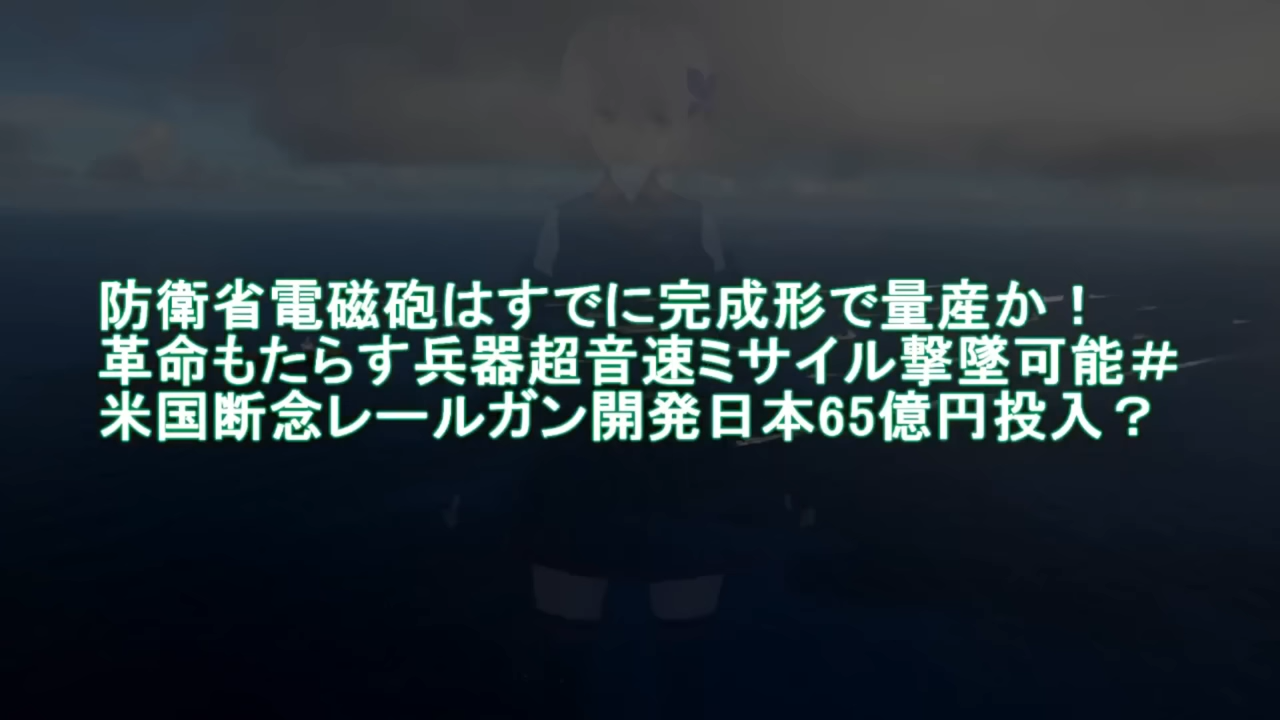 防衛省電磁砲はすでに完成形で量産か！
革命もたらす兵器超音速ミサイル撃墜可能＃
米国断念レールガン開発日本65億円投入？